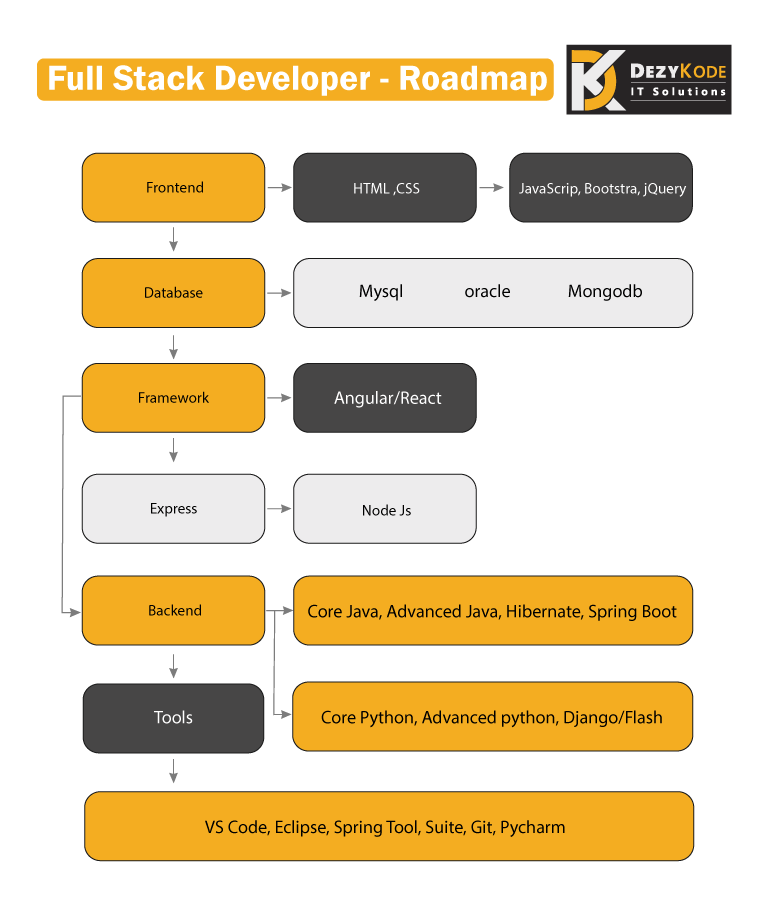 Full Stack Developer - Roadmap
DEZYKODE
IT Solutions
Frontend
HTML ,CSS
JavaScrip, Bootstra, jQuery
Database
Mysql
oracle
Mongodb
Framework
Angular/React
Express
Node Js
Backend
Core Java, Advanced Java, Hibernate, Spring Boot
Tools
Core Python, Advanced python, Django/Flash
VS Code, Eclipse, Spring Tool, Suite, Git, Pycharm